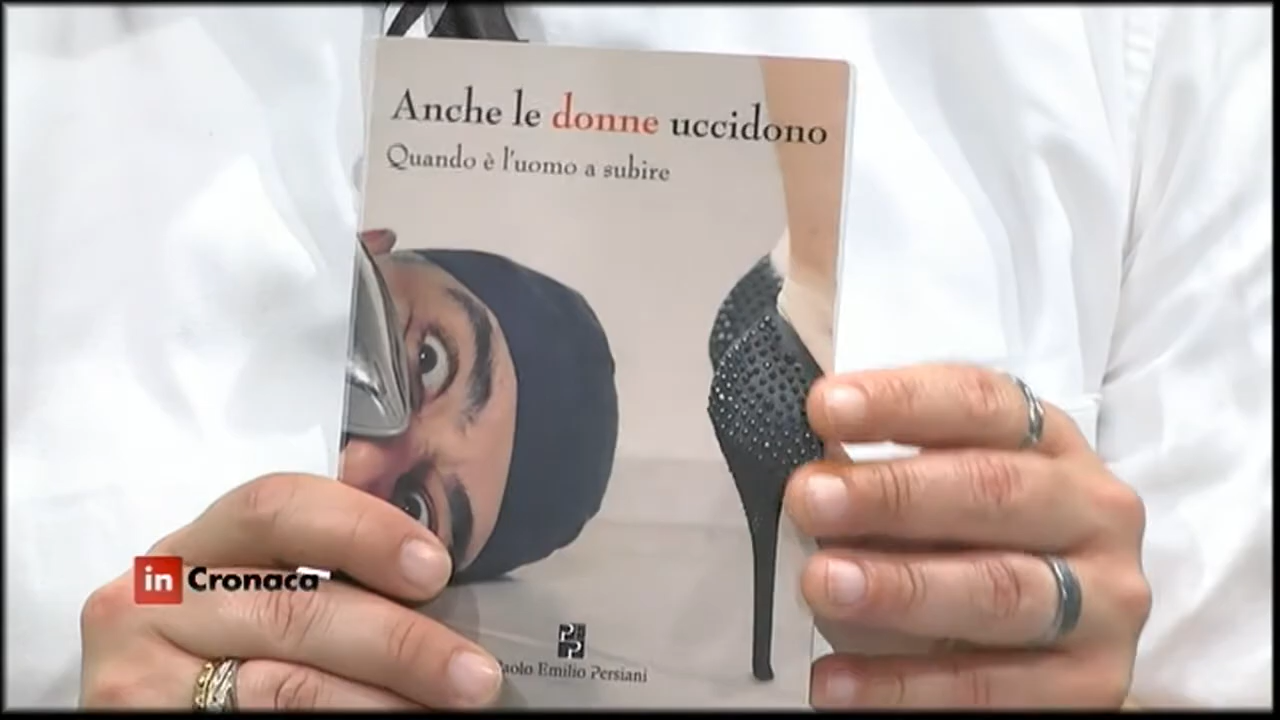 Anche le donne uccidono
Quando è l'uomo a subire
in Cronaca
Paolo Emilio Persiani